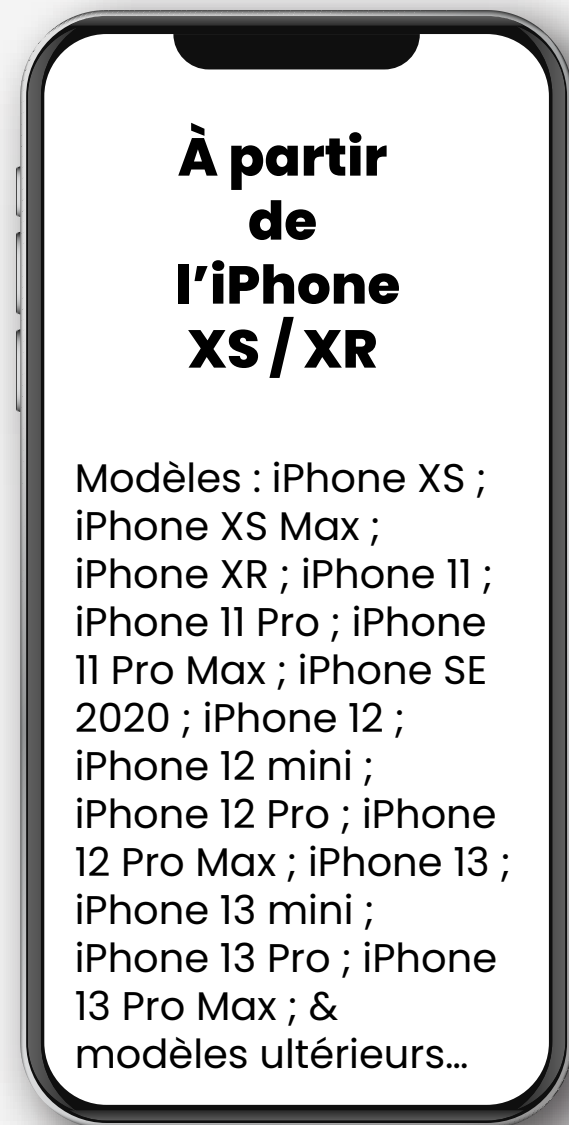 À partir
de
l’iPhone
XS / XR
Modèles : iPhone XS ;
iPhone XS Max ;
iPhone XR ; iPhone 11 ;
iPhone 11 Pro ; iPhone
11 Pro Max ; iPhone SE
2020 ; iPhone 12 ;
iPhone 12 mini ;
iPhone 12 Pro ; iPhone
12 Pro Max ; iPhone 13 ;
iPhone 13 mini ;
iPhone 13 Pro ; iPhone
13 Pro Max ; &
modèles ultérieurs...